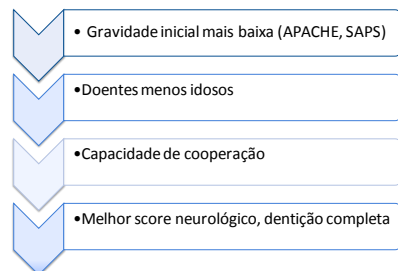 • Gravidade inicial mais baixa (APACHE, SAPS)
•Doentes menos idosos
•Capacidade de cooperação
•Melhor score neurológico, dentição completa